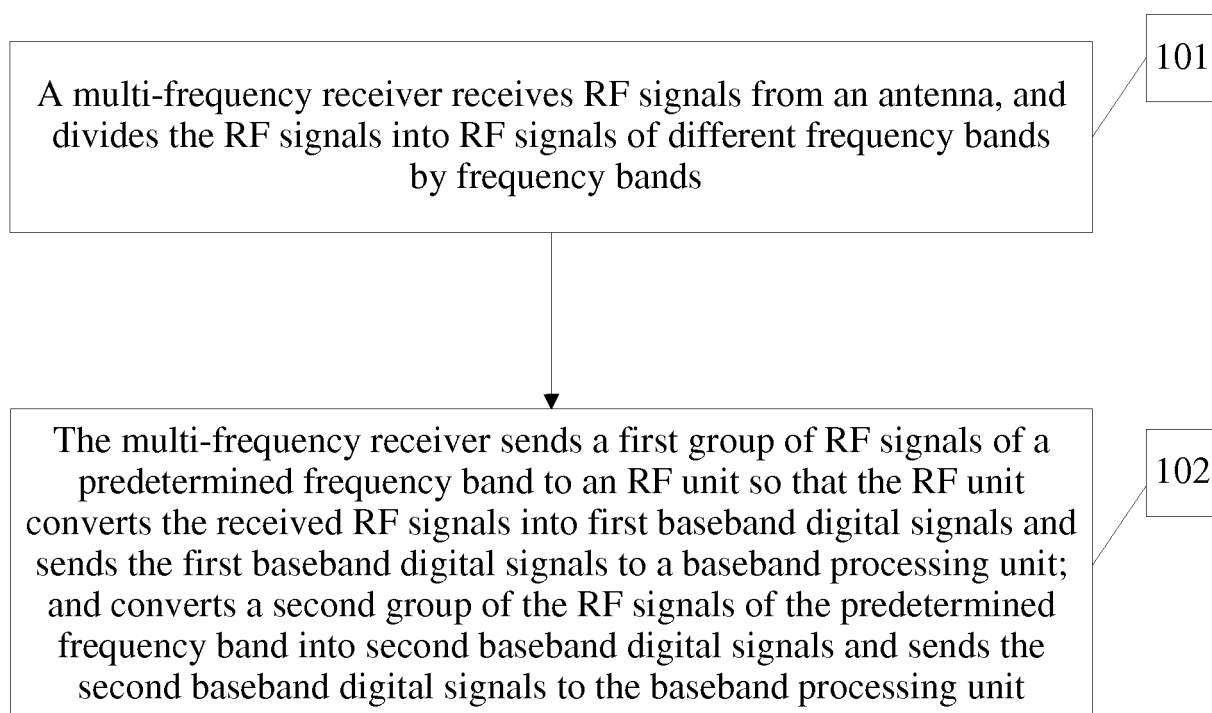 101
A multi-frequency receiver receives RF signals from an antenna, and
divides the RF signals into RF signals of different frequency bands
by frequency bands
The multi-frequency receiver sends a first group of RF signals of a
predetermined frequency band to an RF unit so that the RF unit
converts the received RF signals into first baseband digital signals and
sends the first baseband digital signals to a baseband processing unit;
and converts a second group of the RF signals of the predetermined
frequency band into second baseband digital signals and sends the
second baseband digital signals to the baseband processing unit
102